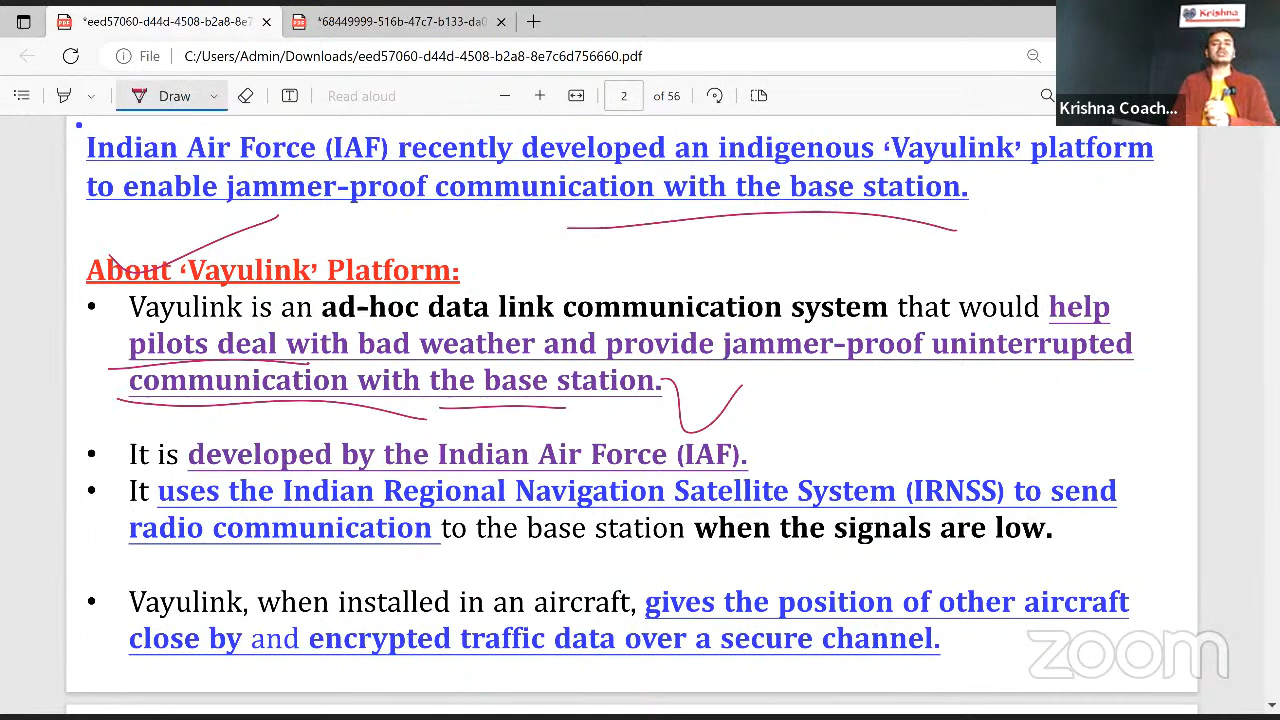 *eed57060-d44d-4508-b2a8-8e7
*68449999-516b-47c7-b133-dd
Krishna
File
C:/Users/Admin/Downloads/eed57060-d44d-4508-b2a8-8e7c6d756660.pdf
Draw
Read aloud
2
of 56
Krishna Coach...
Indian Air Force (IAF) recently developed an indigenous ‘Vayulink’ platform
to enable jammer-proof communication with the base station.
About ‘Vayulink’ Platform:
• Vayulink is an ad-hoc data link communication system that would help
pilots deal with bad weather and provide jammer-proof uninterrupted
communication with the base station.
• It is developed by the Indian Air Force (IAF).
• It uses the Indian Regional Navigation Satellite System (IRNSS) to send
radio communication to the base station when the signals are low.
• Vayulink, when installed in an aircraft, gives the position of other aircraft
close by and encrypted traffic data over a secure channel.
zoom